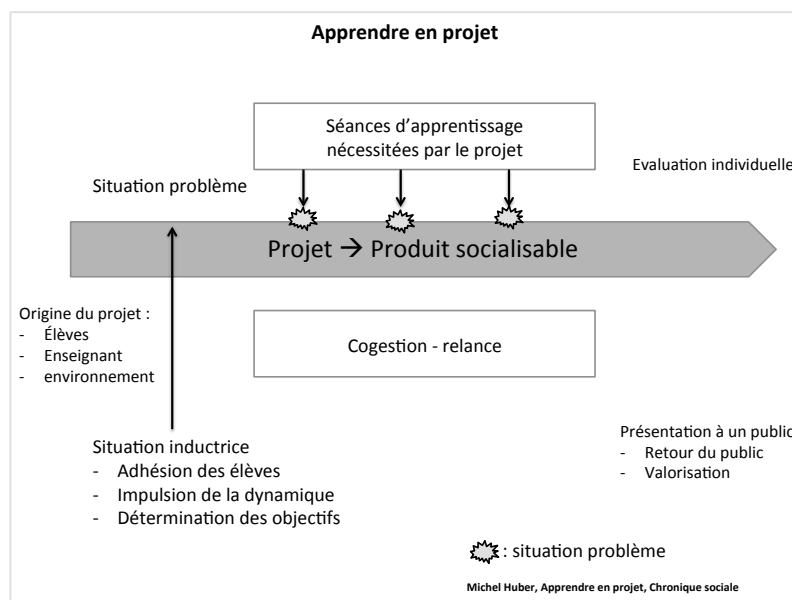 Apprendre en projet
Séances d'apprentissage
nécessitées par le projet
Evaluation individuelle
Situation problème
Projet → Produit socialisable
Origine du projet :
- Élèves
- Enseignant
- environnement
Cogestion - relance
Situation inductrice
- Adhésion des élèves
- Impulsion de la dynamique
- Détermination des objectifs
Présentation à un public
- Retour du public
- Valorisation
: situation problème
Michel Huber, Apprendre en projet, Chronique sociale